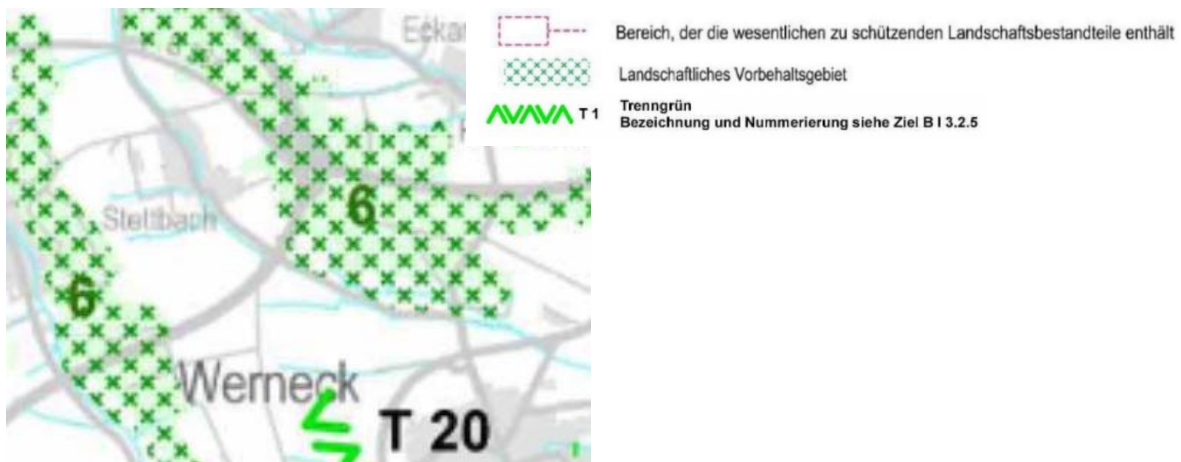 Bereich, der die wesentlichen zu schützenden Landschaftsbestandteile enthält
Landschaftliches Vorbehaltsgebiet
T 1
Trenngrün
Bezeichnung und Nummerierung siehe Ziel B I 3.2.5
6
Stettbach
6
Werneck
T 20